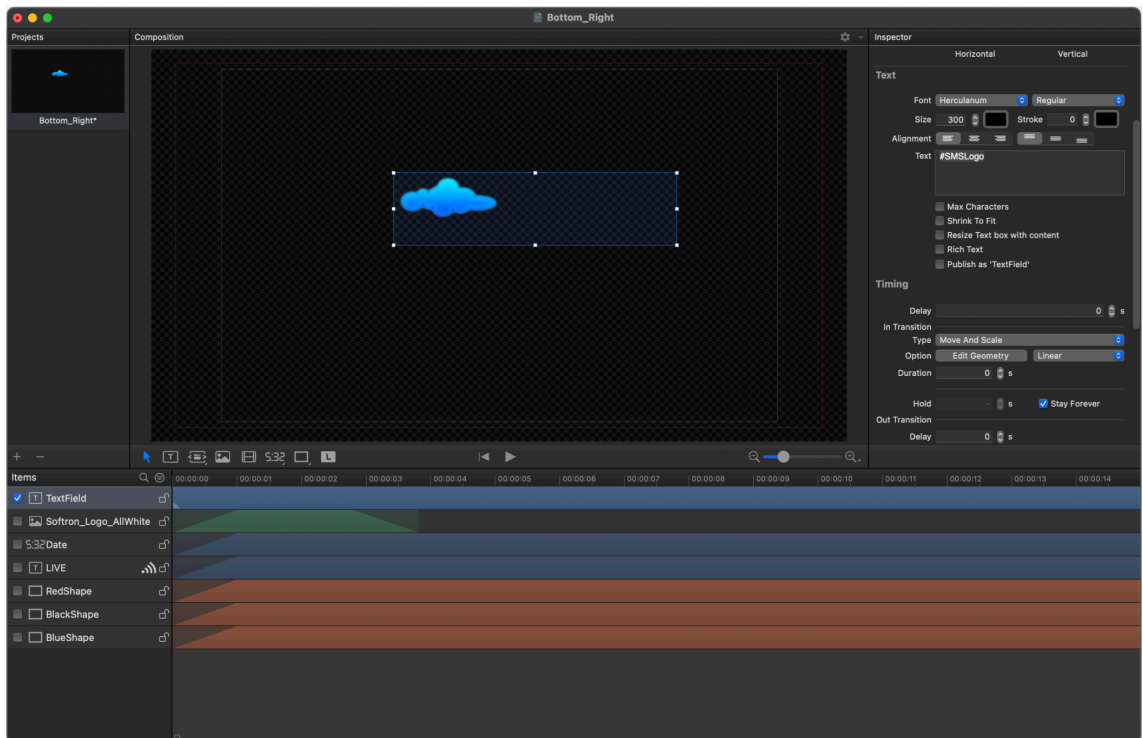 Bottom_Right
Projects
Composition
Inspector
Bottom_Right*
Horizontal Vertical
Text
Font Herculanum Regular
Size 300 Stroke 0
Alignment
Text #SMSLogo
Max Characters
Shrink To Fit
Resize Text box with content
Rich Text
Publish as 'TextField'
Timing
Delay 0 s
In Transition
Type Move And Scale
Option Edit Geometry Linear
Duration 0 s
Hold - s Stay Forever
Out Transition
Delay 0 s
+ − T 5:32 L
Items 00:00:00 00:00:01 00:00:02 00:00:03 00:00:04 00:00:05 00:00:06 00:00:07 00:00:08 00:00:09 00:00:10 00:00:11 00:00:12 00:00:13 00:00:14
T TextField
Softron_Logo_AllWhite
5:32 Date
T LIVE
RedShape
BlackShape
BlueShape